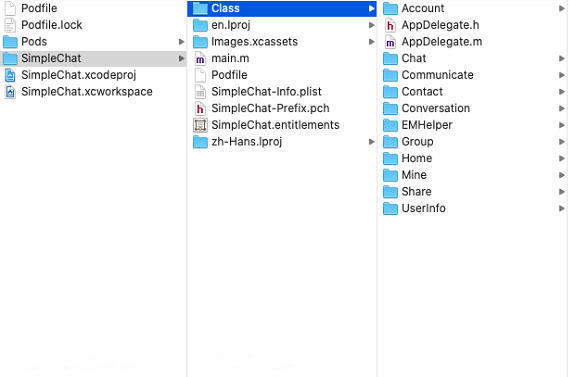 Podfile
Podfile.lock
Pods
SimpleChat
SimpleChat.xcodeproj
SimpleChat.xcworkspace
Class
en.lproj
Images.xcassets
main.m
Podfile
SimpleChat-Info.plist
SimpleChat-Prefix.pch
SimpleChat.entitlements
zh-Hans.lproj
Account
AppDelegate.h
AppDelegate.m
Chat
Communicate
Contact
Conversation
EMHelper
Group
Home
Mine
Share
UserInfo